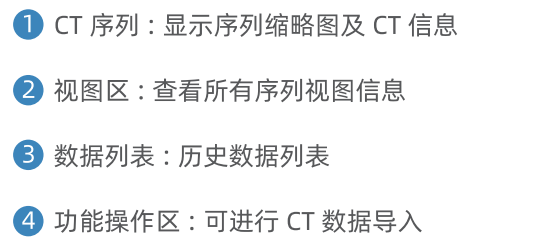 1 CT 序列：显示序列缩略图及 CT 信息
2 视图区：查看所有序列视图信息
3 数据列表：历史数据列表
4 功能操作区：可进行 CT 数据导入